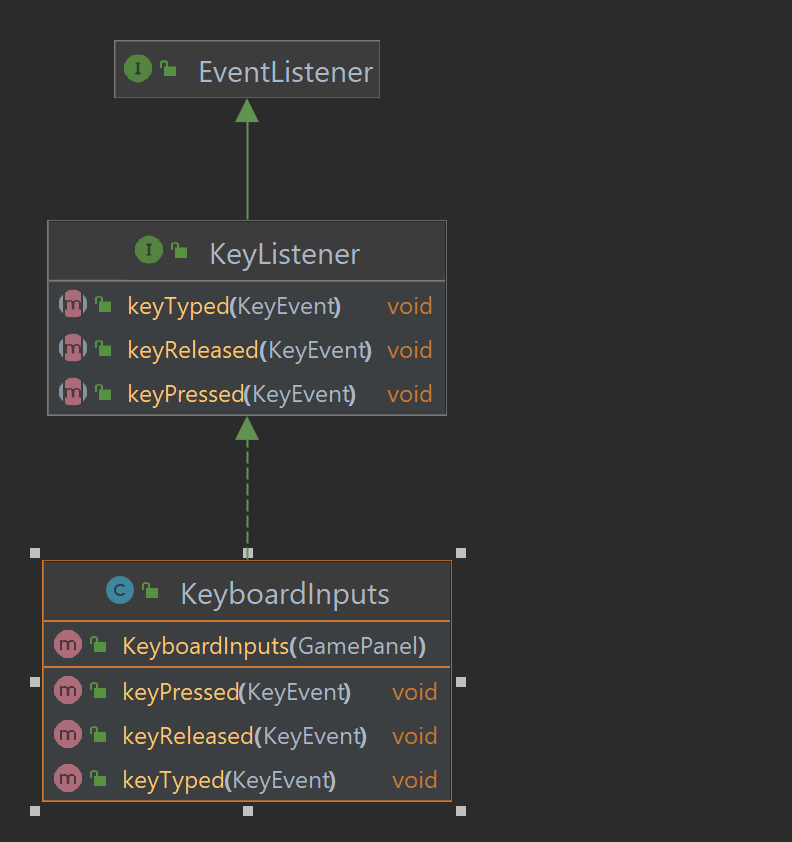 I EventListener
I KeyListener
m keyTyped(KeyEvent) void
m keyReleased(KeyEvent) void
m keyPressed(KeyEvent) void
C KeyboardInputs
m KeyboardInputs(GamePanel)
m keyPressed(KeyEvent) void
m keyReleased(KeyEvent) void
m keyTyped(KeyEvent) void